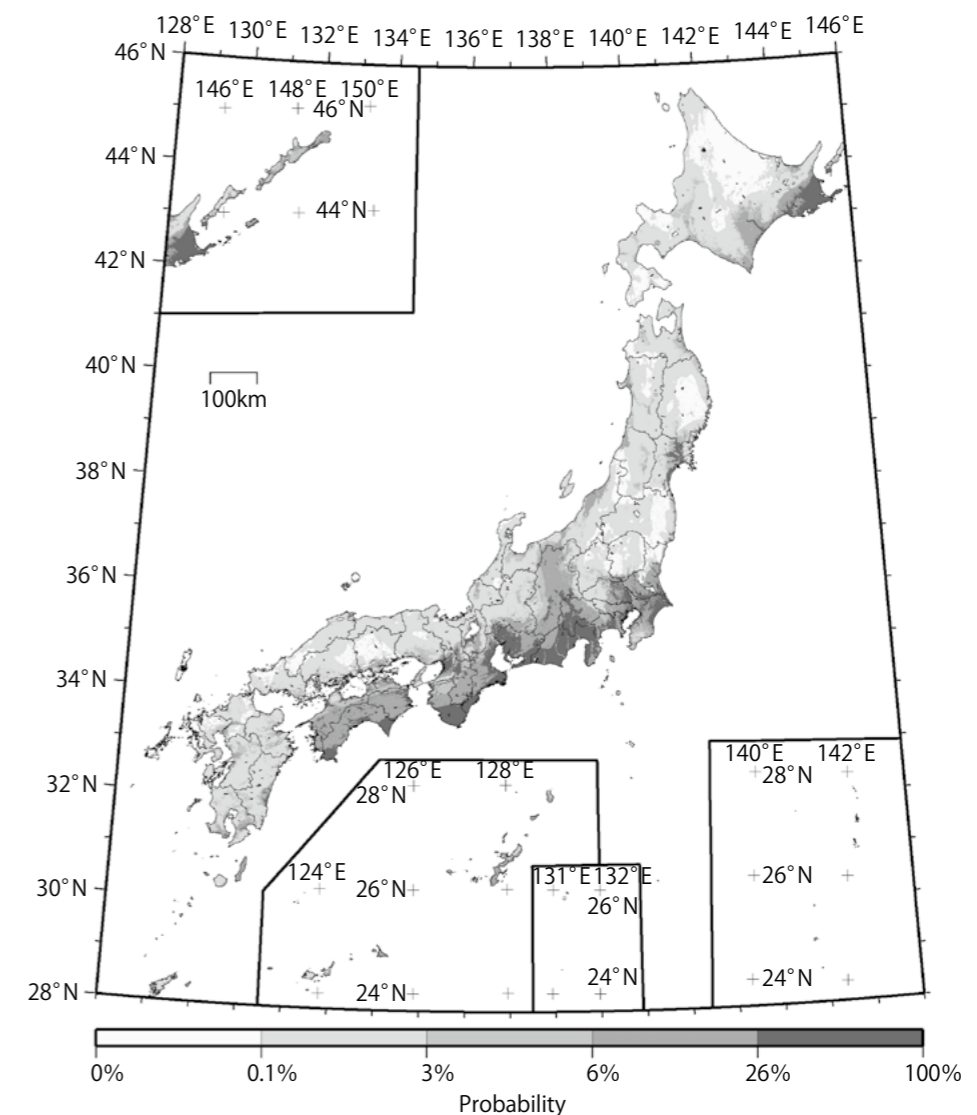 128°E 130°E 132°E 134°E 136°E 138°E 140°E 142°E 144°E 146°E
46°N
146°E 148°E 150°E
46°N
44°N
44°N
42°N
40°N
100km
38°N
36°N
34°N
32°N
126°E 128°E
28°N
140°E 142°E
28°N
124°E
131°E 132°E
30°N
26°N
26°N
26°N
24°N
24°N
28°N
24°N
0% 0.1% 3% 6% 26% 100%
Probability